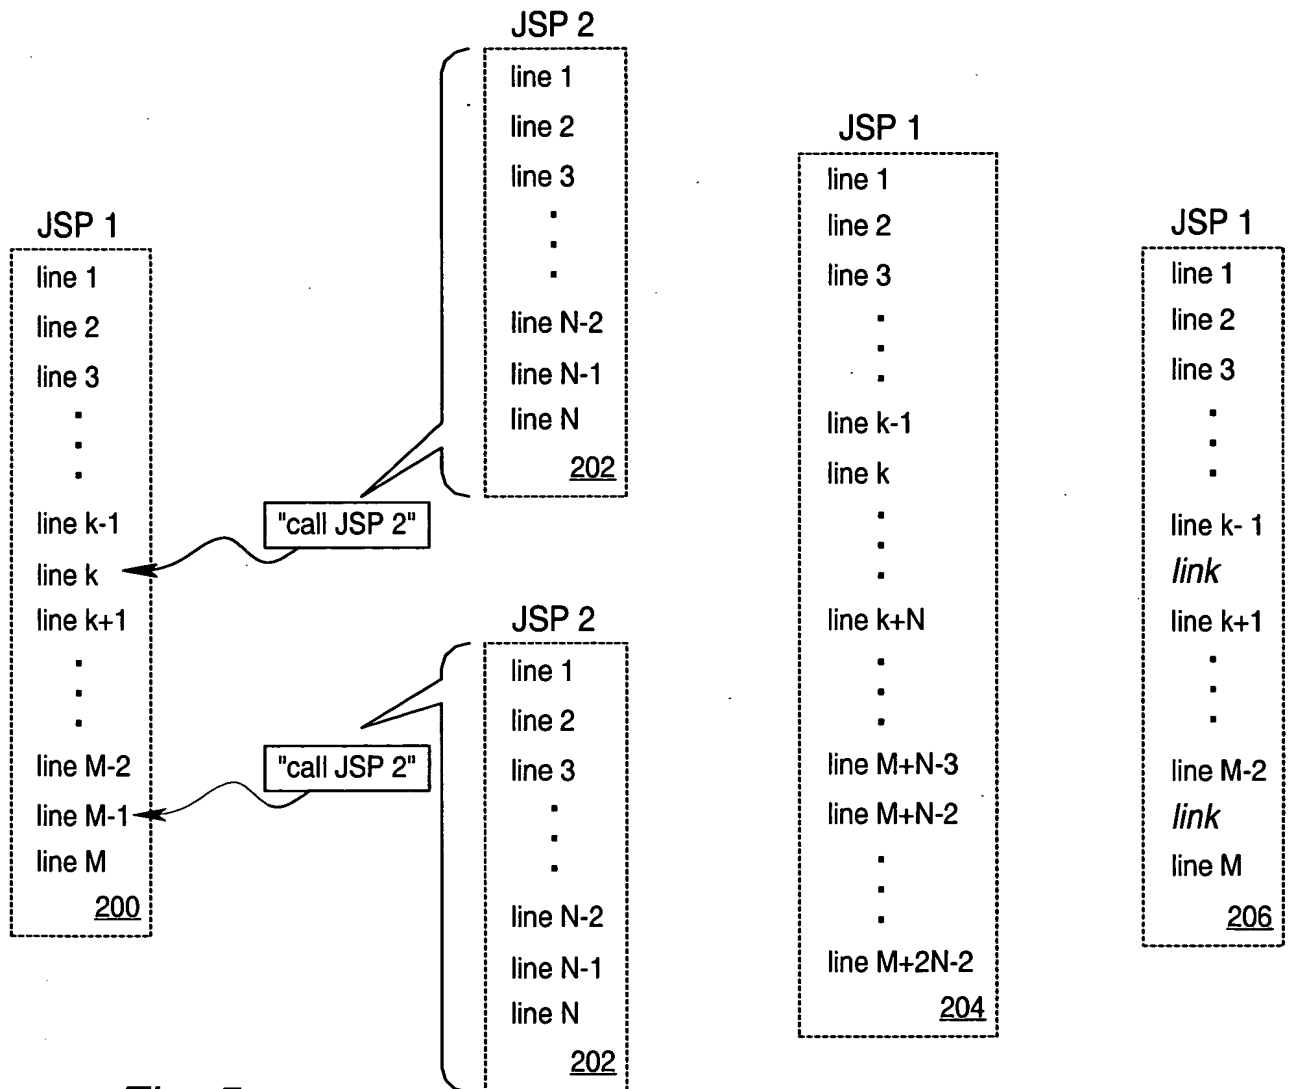 JSP 1
line 1
line 2
line 3
line k-1
line k
line k+1
line M-2
line M-1
line M
200
"call JSP 2"
"call JSP 2"
JSP 2
line 1
line 2
line 3
line N-2
line N-1
line N
202
JSP 2
line 1
line 2
line 3
line N-2
line N-1
line N
202
JSP 1
line 1
line 2
line 3
line k-1
line k
line k+N
line M+N-3
line M+N-2
line M+2N-2
204
JSP 1
line 1
line 2
line 3
line k- 1
link
line k+1
line M-2
link
line M
206